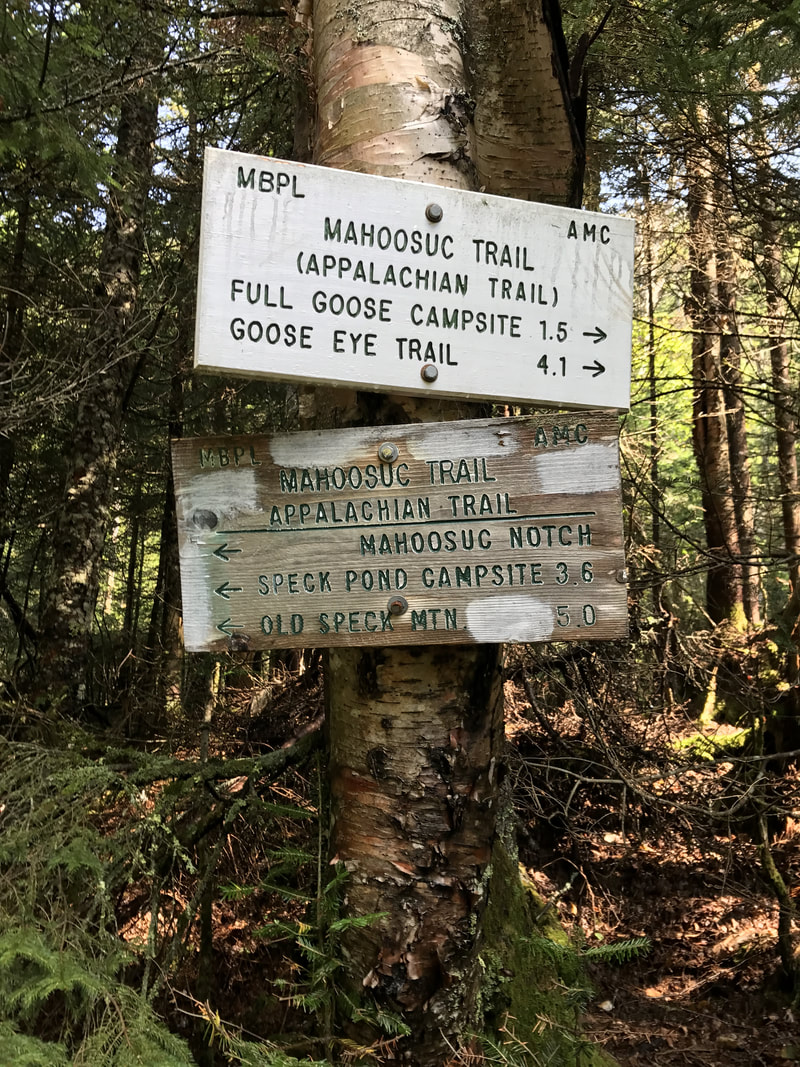 MBPL AMC
MAHOOSUC TRAIL
(APPALACHIAN TRAIL)
FULL GOOSE CAMPSITE 1.5 →
GOOSE EYE TRAIL 4.1 →
MBPL AMC
MAHOOSUC TRAIL
APPALACHIAN TRAIL
← MAHOOSUC NOTCH
← SPECK POND CAMPSITE 3.6
← OLD SPECK MTN. 5.0